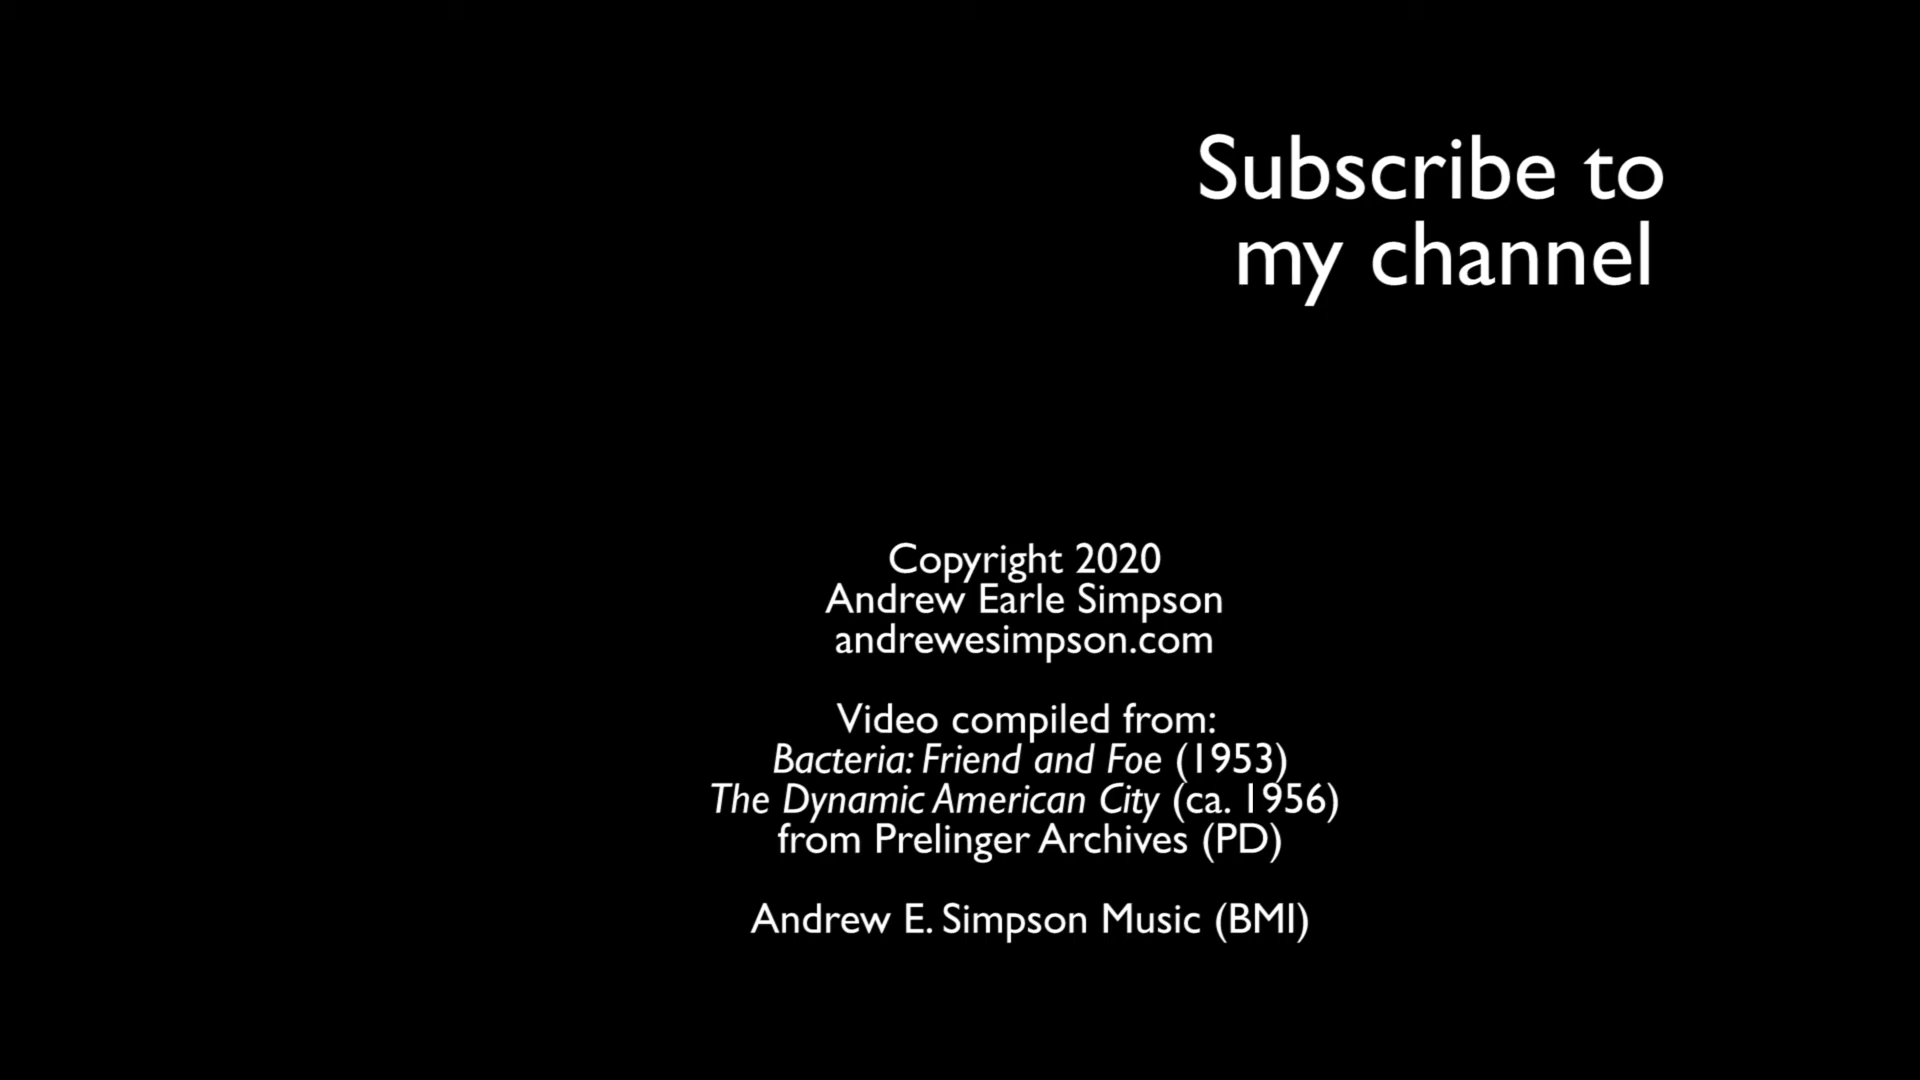 Subscribe to
my channel
Copyright 2020
Andrew Earle Simpson
andrewesimpson.com
Video compiled from:
Bacteria: Friend and Foe (1953)
The Dynamic American City (ca. 1956)
from Prelinger Archives (PD)
Andrew E. Simpson Music (BMI)